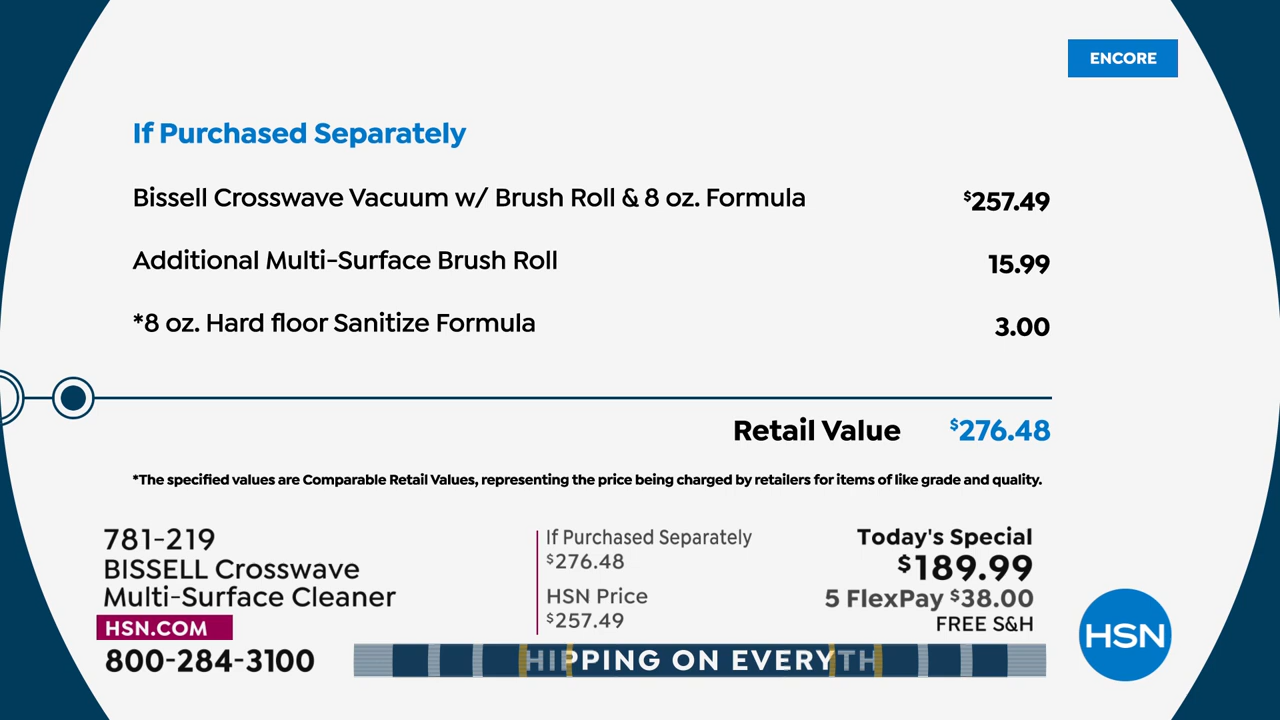 ENCORE
If Purchased Separately
Bissell Crosswave Vacuum w/ Brush Roll & 8 oz. Formula $257.49
Additional Multi-Surface Brush Roll 15.99
*8 oz. Hard floor Sanitize Formula 3.00
Retail Value $276.48
*The specified values are Comparable Retail Values, representing the price being charged by retailers for items of like grade and quality.
781-219
BISSELL Crosswave
Multi-Surface Cleaner
HSN.COM
800-284-3100
If Purchased Separately
$276.48
HSN Price
$257.49
Today's Special
$189.99
5 FlexPay $38.00
FREE S&H
HIPPING ON EVERYTH
HSN